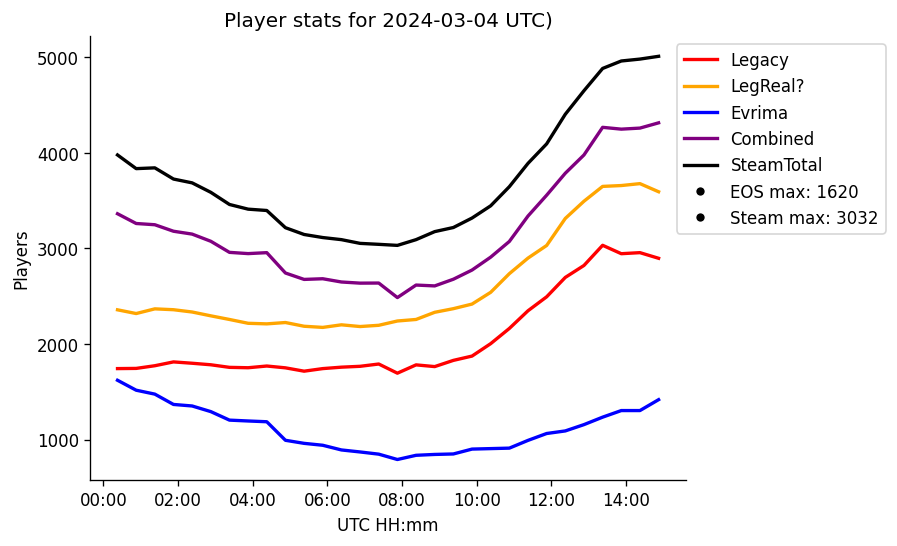 Player stats for 2024-03-04 UTC)
Players
5000
4000
3000
2000
1000
00:00 02:00 04:00 06:00 08:00 10:00 12:00 14:00
UTC HH:mm
Legacy
LegReal?
Evrima
Combined
SteamTotal
EOS max: 1620
Steam max: 3032